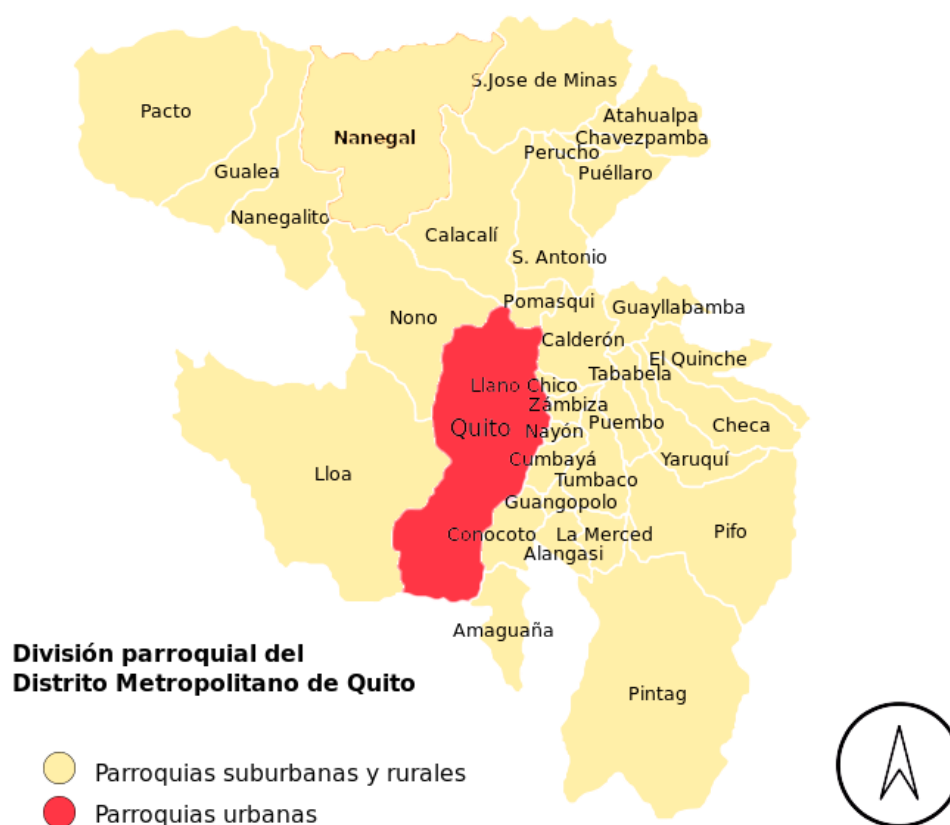 S.Jose de Minas
Pacto
Atahualpa
Nanegal
Chavezpamba
Perucho
Gualea
Puéllaro
Nanegalito
Calacalí
S. Antonio
Pomasqui
Guayllabamba
Nono
Calderón
El Quinche
Tababela
Llano Chico
Zámbiza
Puembo
Checa
Quito
Nayón
Cumbayá
Yaruquí
Lloa
Tumbaco
Guangopolo
Conocoto
La Merced
Pifo
Alangasi
Amaguaña
División parroquial del
Distrito Metropolitano de Quito
Pintag
Parroquias suburbanas y rurales
Parroquias urbanas